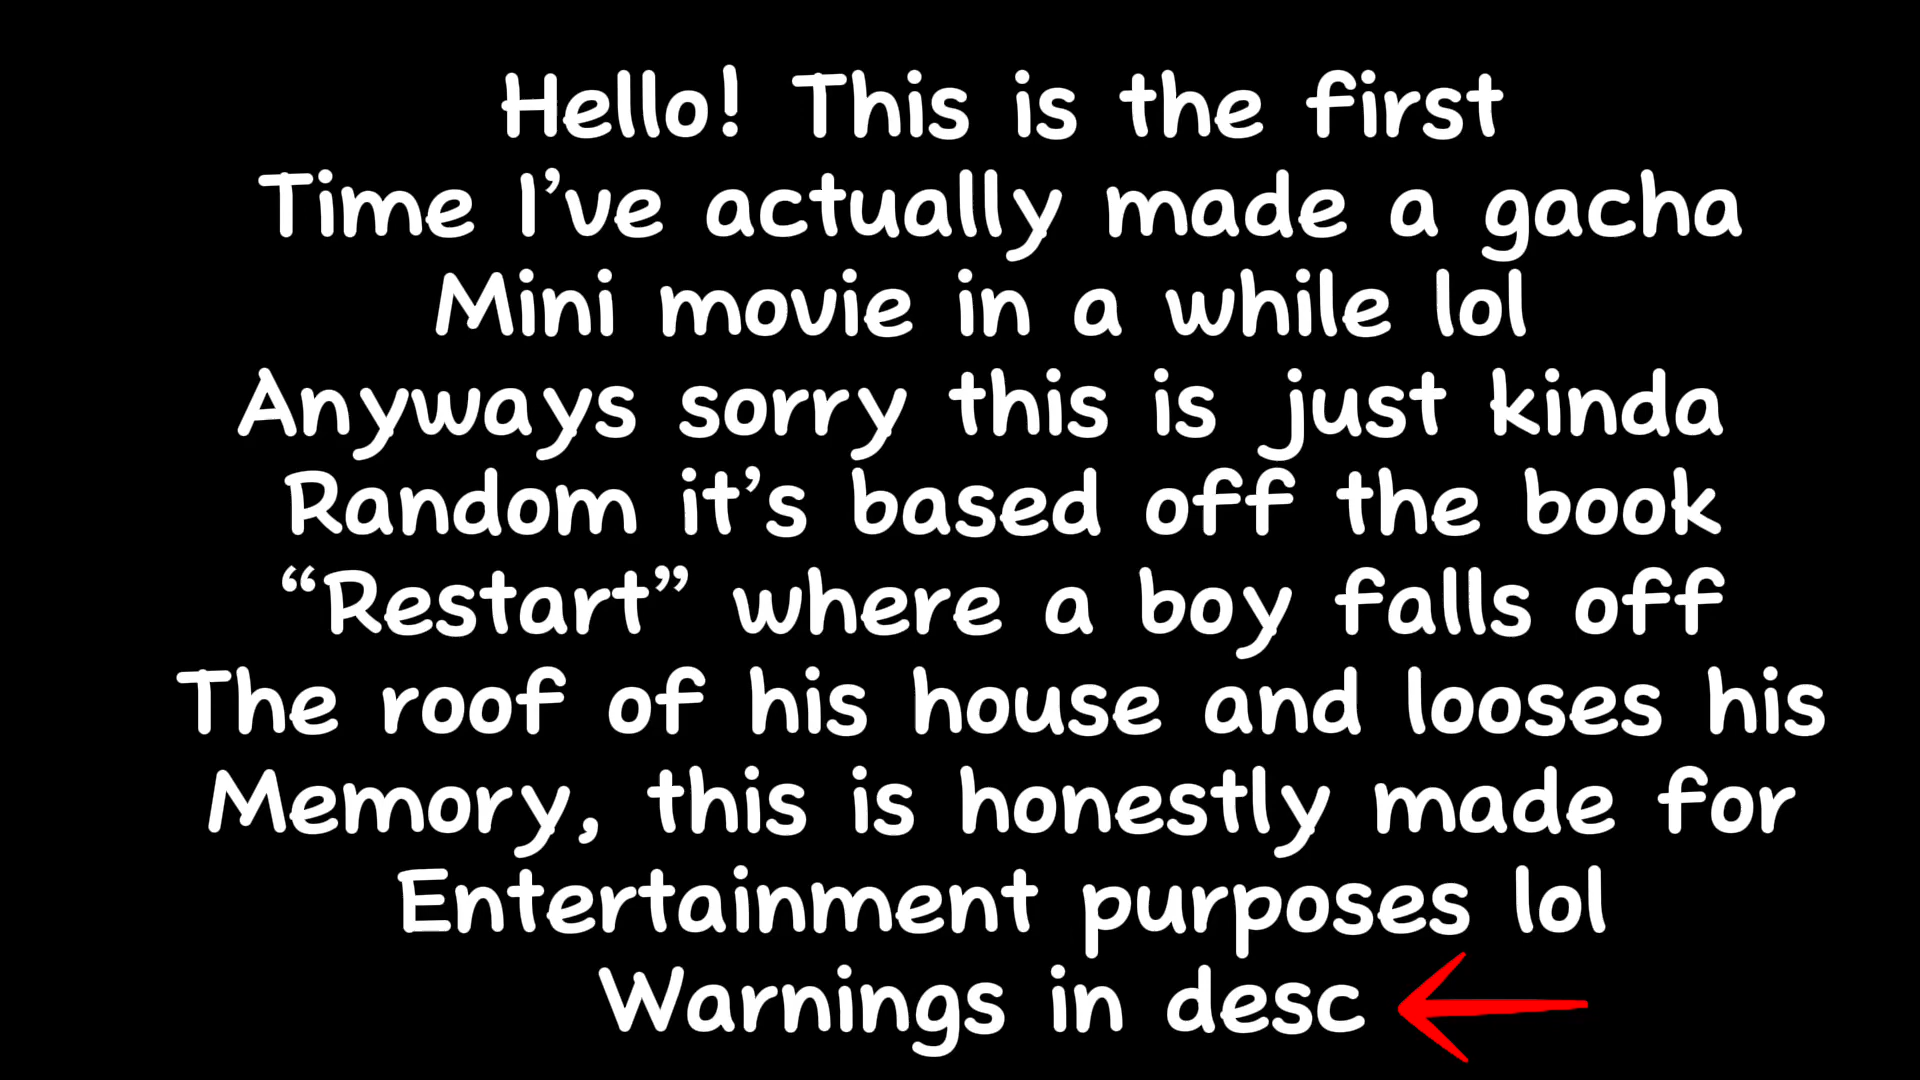 Hello! This is the first
Time I’ve actually made a gacha
Mini movie in a while lol
Anyways sorry this is just kinda
Random it’s based off the book
“Restart” where a boy falls off
The roof of his house and looses his
Memory, this is honestly made for
Entertainment purposes lol
Warnings in desc